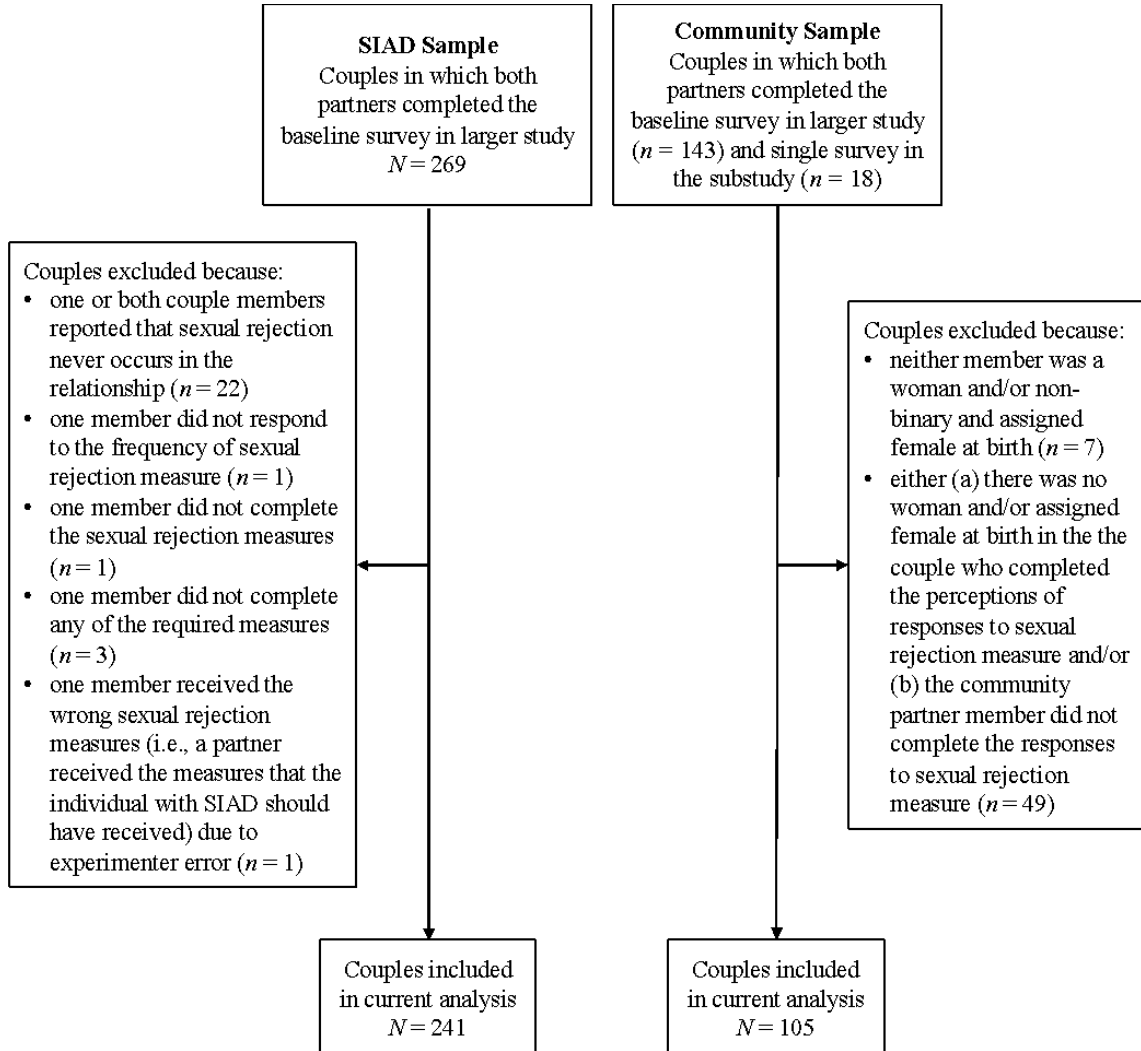 SIAD Sample
Couples in which both
partners completed the
baseline survey in larger study
N = 269
Community Sample
Couples in which both
partners completed the
baseline survey in larger study
(n = 143) and single survey in
the substudy (n = 18)
Couples excluded because:
• one or both couple members
reported that sexual rejection
never occurs in the
relationship (n = 22)
• one member did not respond
to the frequency of sexual
rejection measure (n = 1)
• one member did not complete
the sexual rejection measures
(n = 1)
• one member did not complete
any of the required measures
(n = 3)
• one member received the
wrong sexual rejection
measures (i.e., a partner
received the measures that the
individual with SIAD should
have received) due to
experimenter error (n = 1)
Couples excluded because:
• neither member was a
woman and/or non-
binary and assigned
female at birth (n = 7)
• either (a) there was no
woman and/or assigned
female at birth in the the
couple who completed
the perceptions of
responses to sexual
rejection measure and/or
(b) the community
partner member did not
complete the responses
to sexual rejection
measure (n = 49)
Couples included
in current analysis
N = 241
Couples included
in current analysis
N = 105